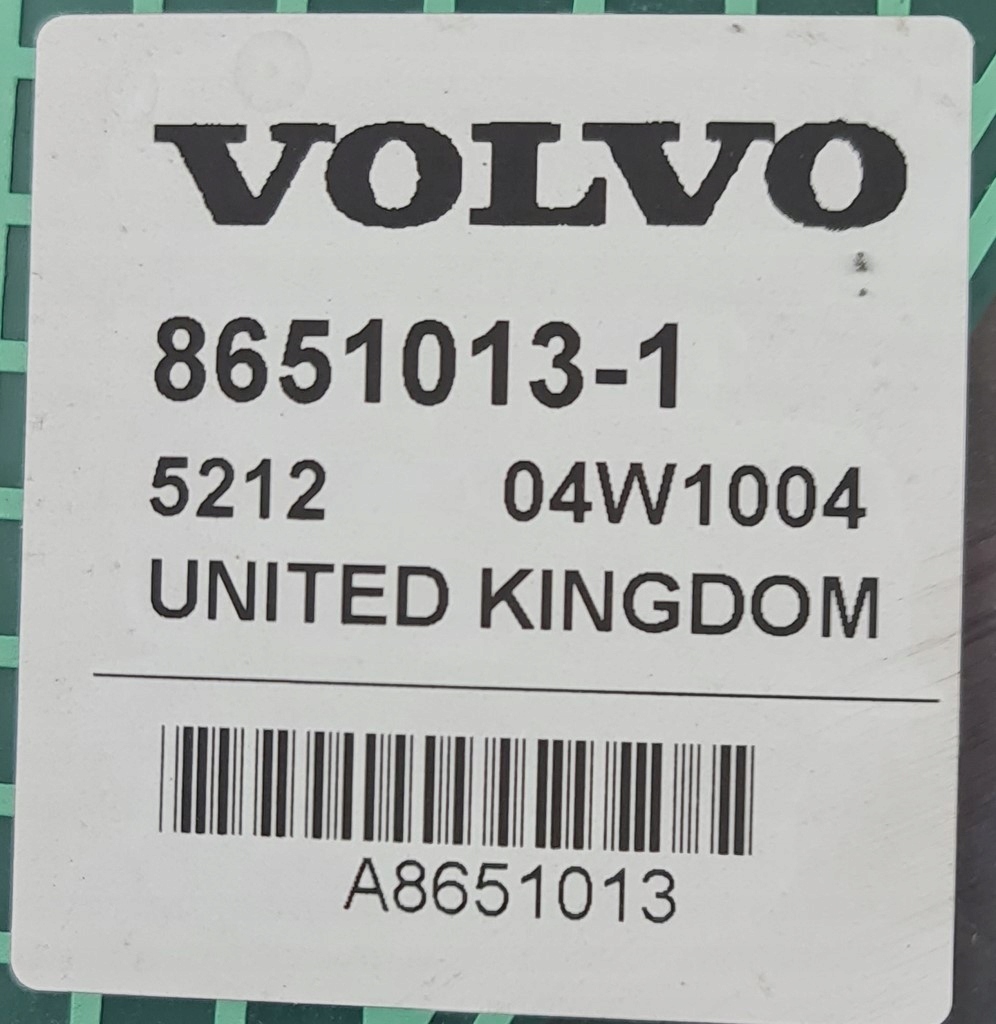 VOLVO
8651013-1
5212 04W1004
UNITED KINGDOM
A8651013